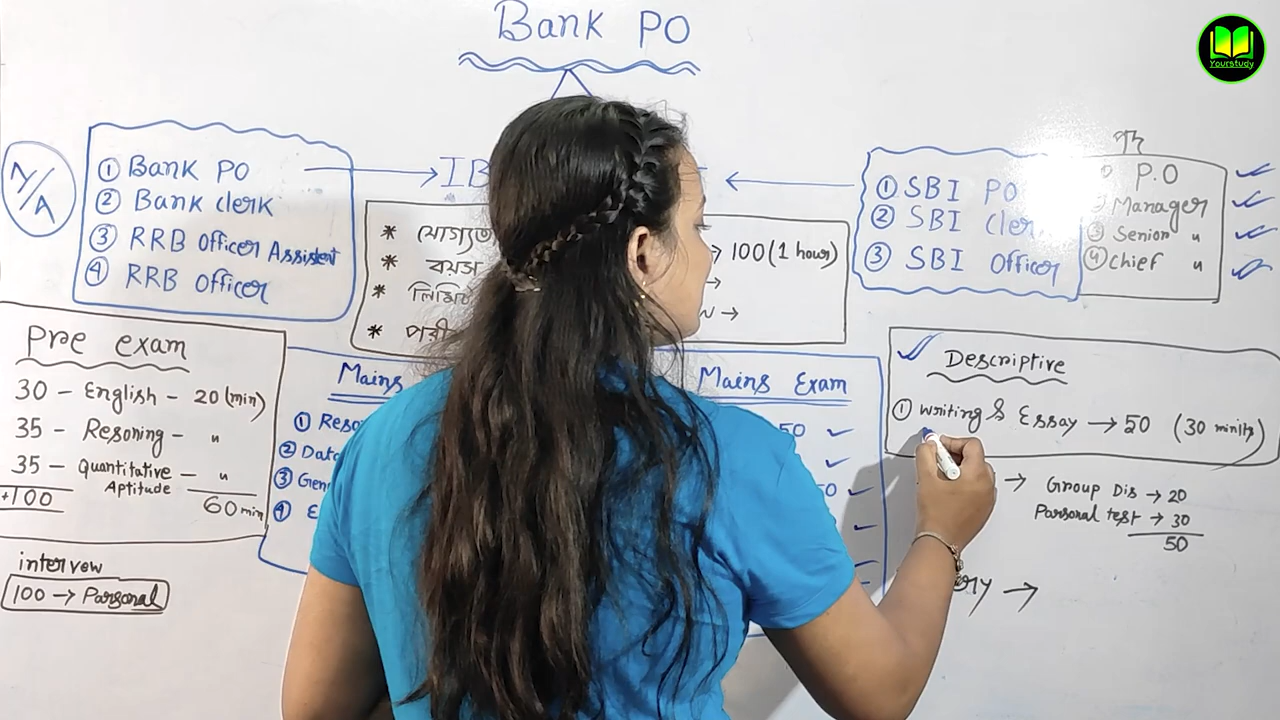 Bank PO
Yourstudy
N/A
① Bank PO
② Bank clerk
③ RRB Officer Assistent
④ RRB Officer
IB
① SBI PO
② SBI Cler
③ SBI Officer
পদ
P.O
Manager
③ Senior "
④ Chief "
* যোগ্যতা
* বয়স
* লিখি
* পরী
→ 100 (1 hour)
→
→
Pre exam
30 - English - 20 (min)
35 - Resoning - "
35 - Quantitative Aptitude - "
+100
60 min
interview
100 → Parsonal
Mains
① Reso
② Data
③ Gen
④ E
Mains Exam
50 ✓
✓
50 ✓
✓
✓ Descriptive
① Writing & Essay → 50 (30 minits)
→ Group Dis → 20
Parsonal test → 30
50
→